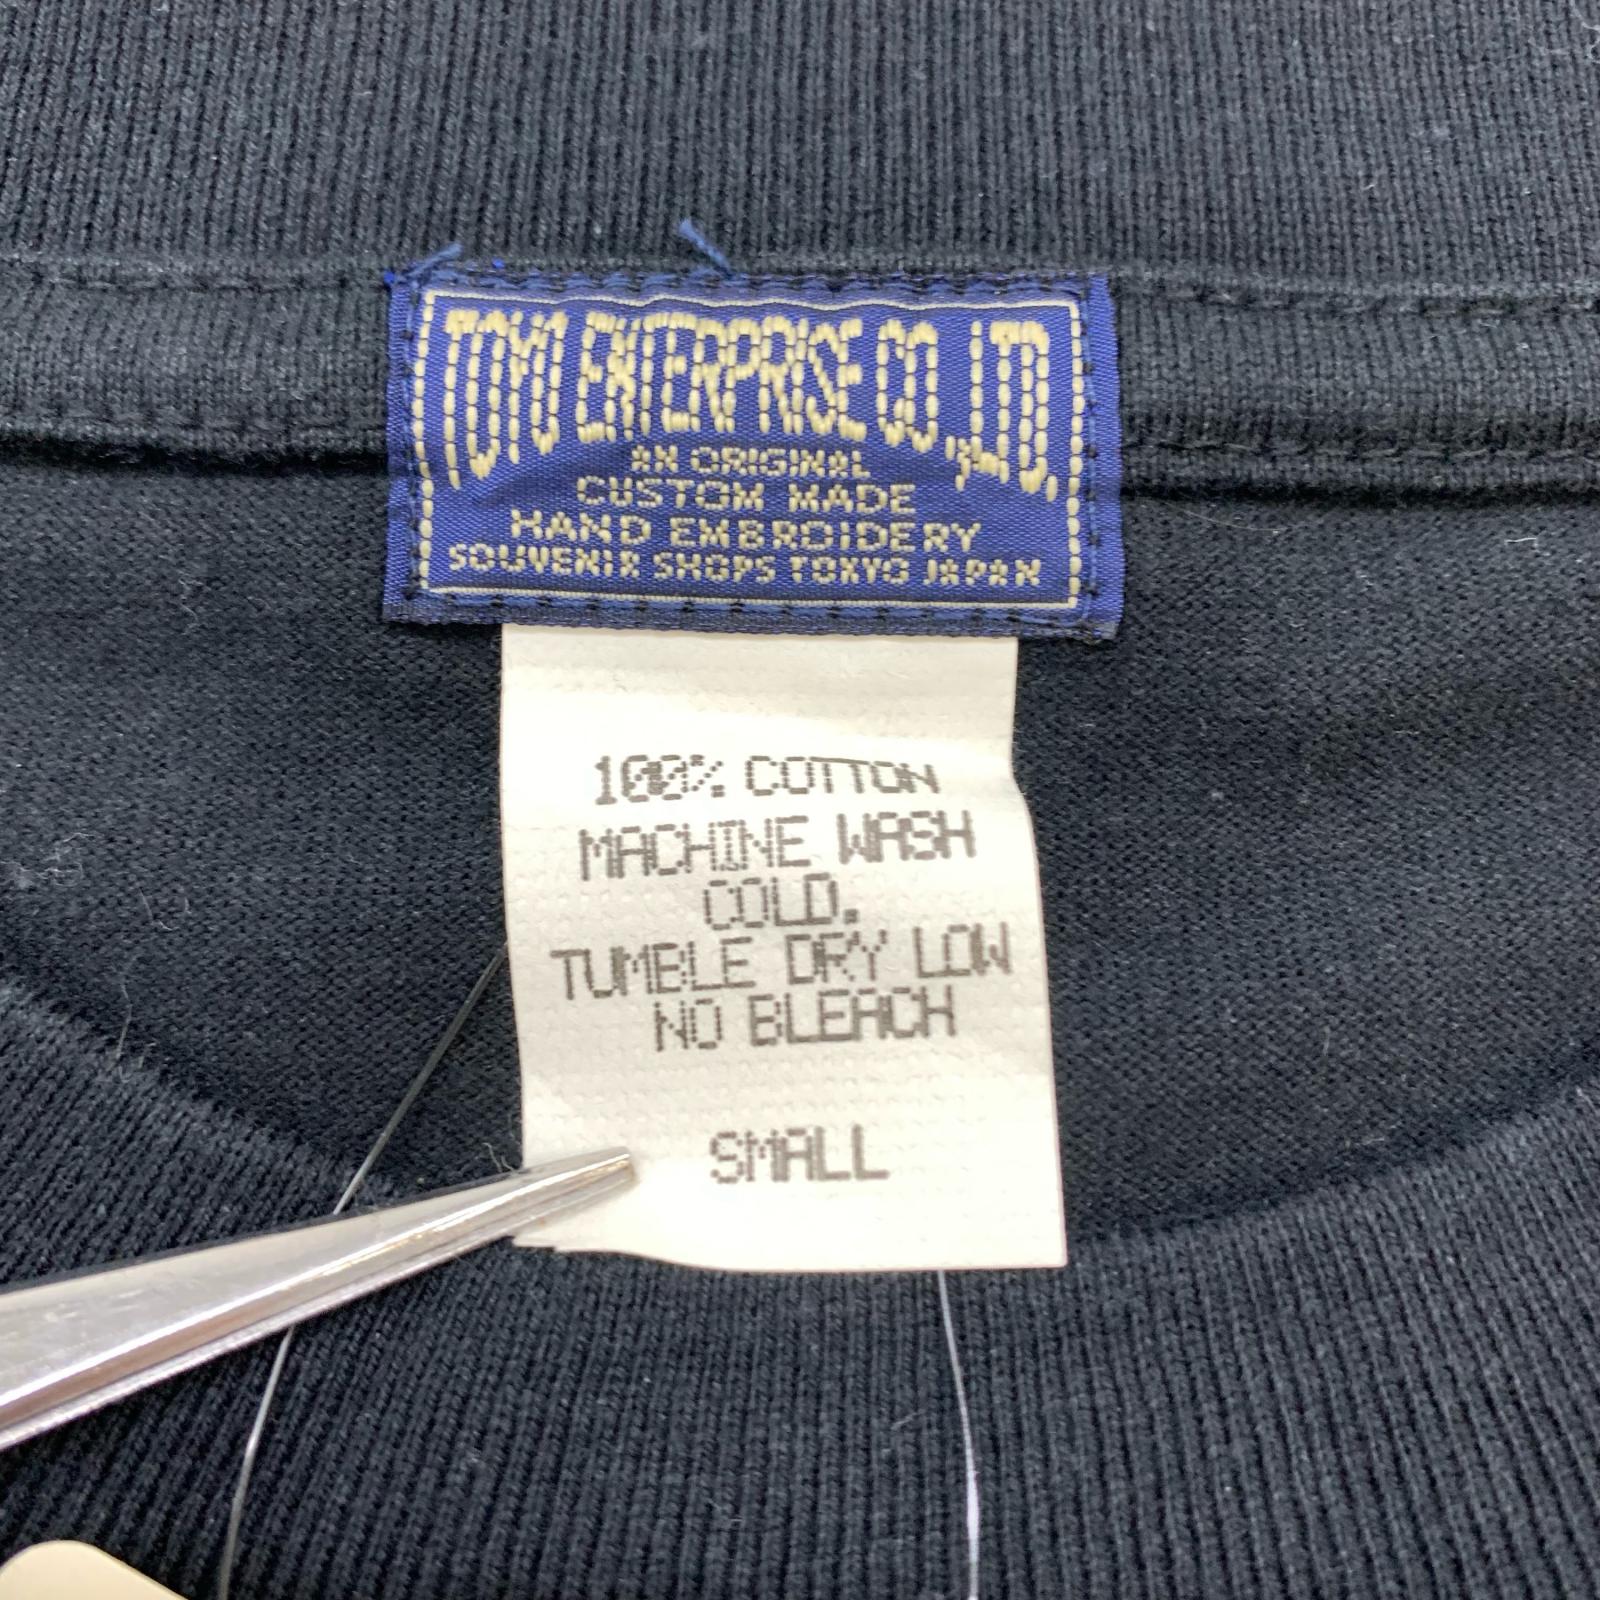 TOYO ENTERPRISE CO.,LTD.
AN ORIGINAL
CUSTOM MADE
HAND EMBROIDERY
SOUVENIR SHOPS TOKYO JAPAN
100% COTTON
MACHINE WASH
COLD.
TUMBLE DRY LOW
NO BLEACH
SMALL